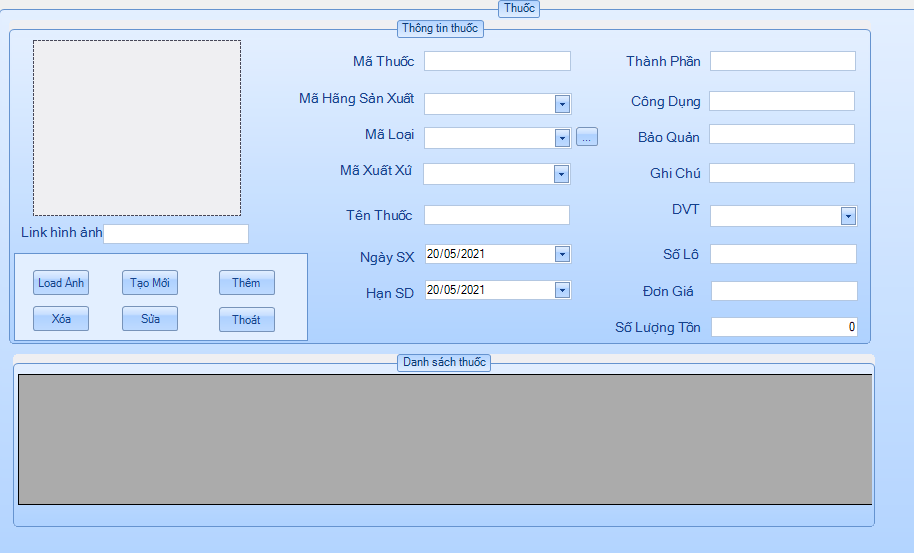 Thuốc
Thông tin thuốc
Mã Thuốc
Thành Phần
Mã Hãng Sản Xuất
Công Dụng
Mã Loại
...
Bảo Quản
Mã Xuất Xứ
Ghi Chú
Tên Thuốc
DVT
Link hình ảnh
Ngày SX
20/05/2021
Số Lô
Load Ảnh
Tạo Mới
Thêm
Hạn SD
20/05/2021
Đơn Giá
Xóa
Sửa
Thoát
Số Lượng Tồn
0
Danh sách thuốc